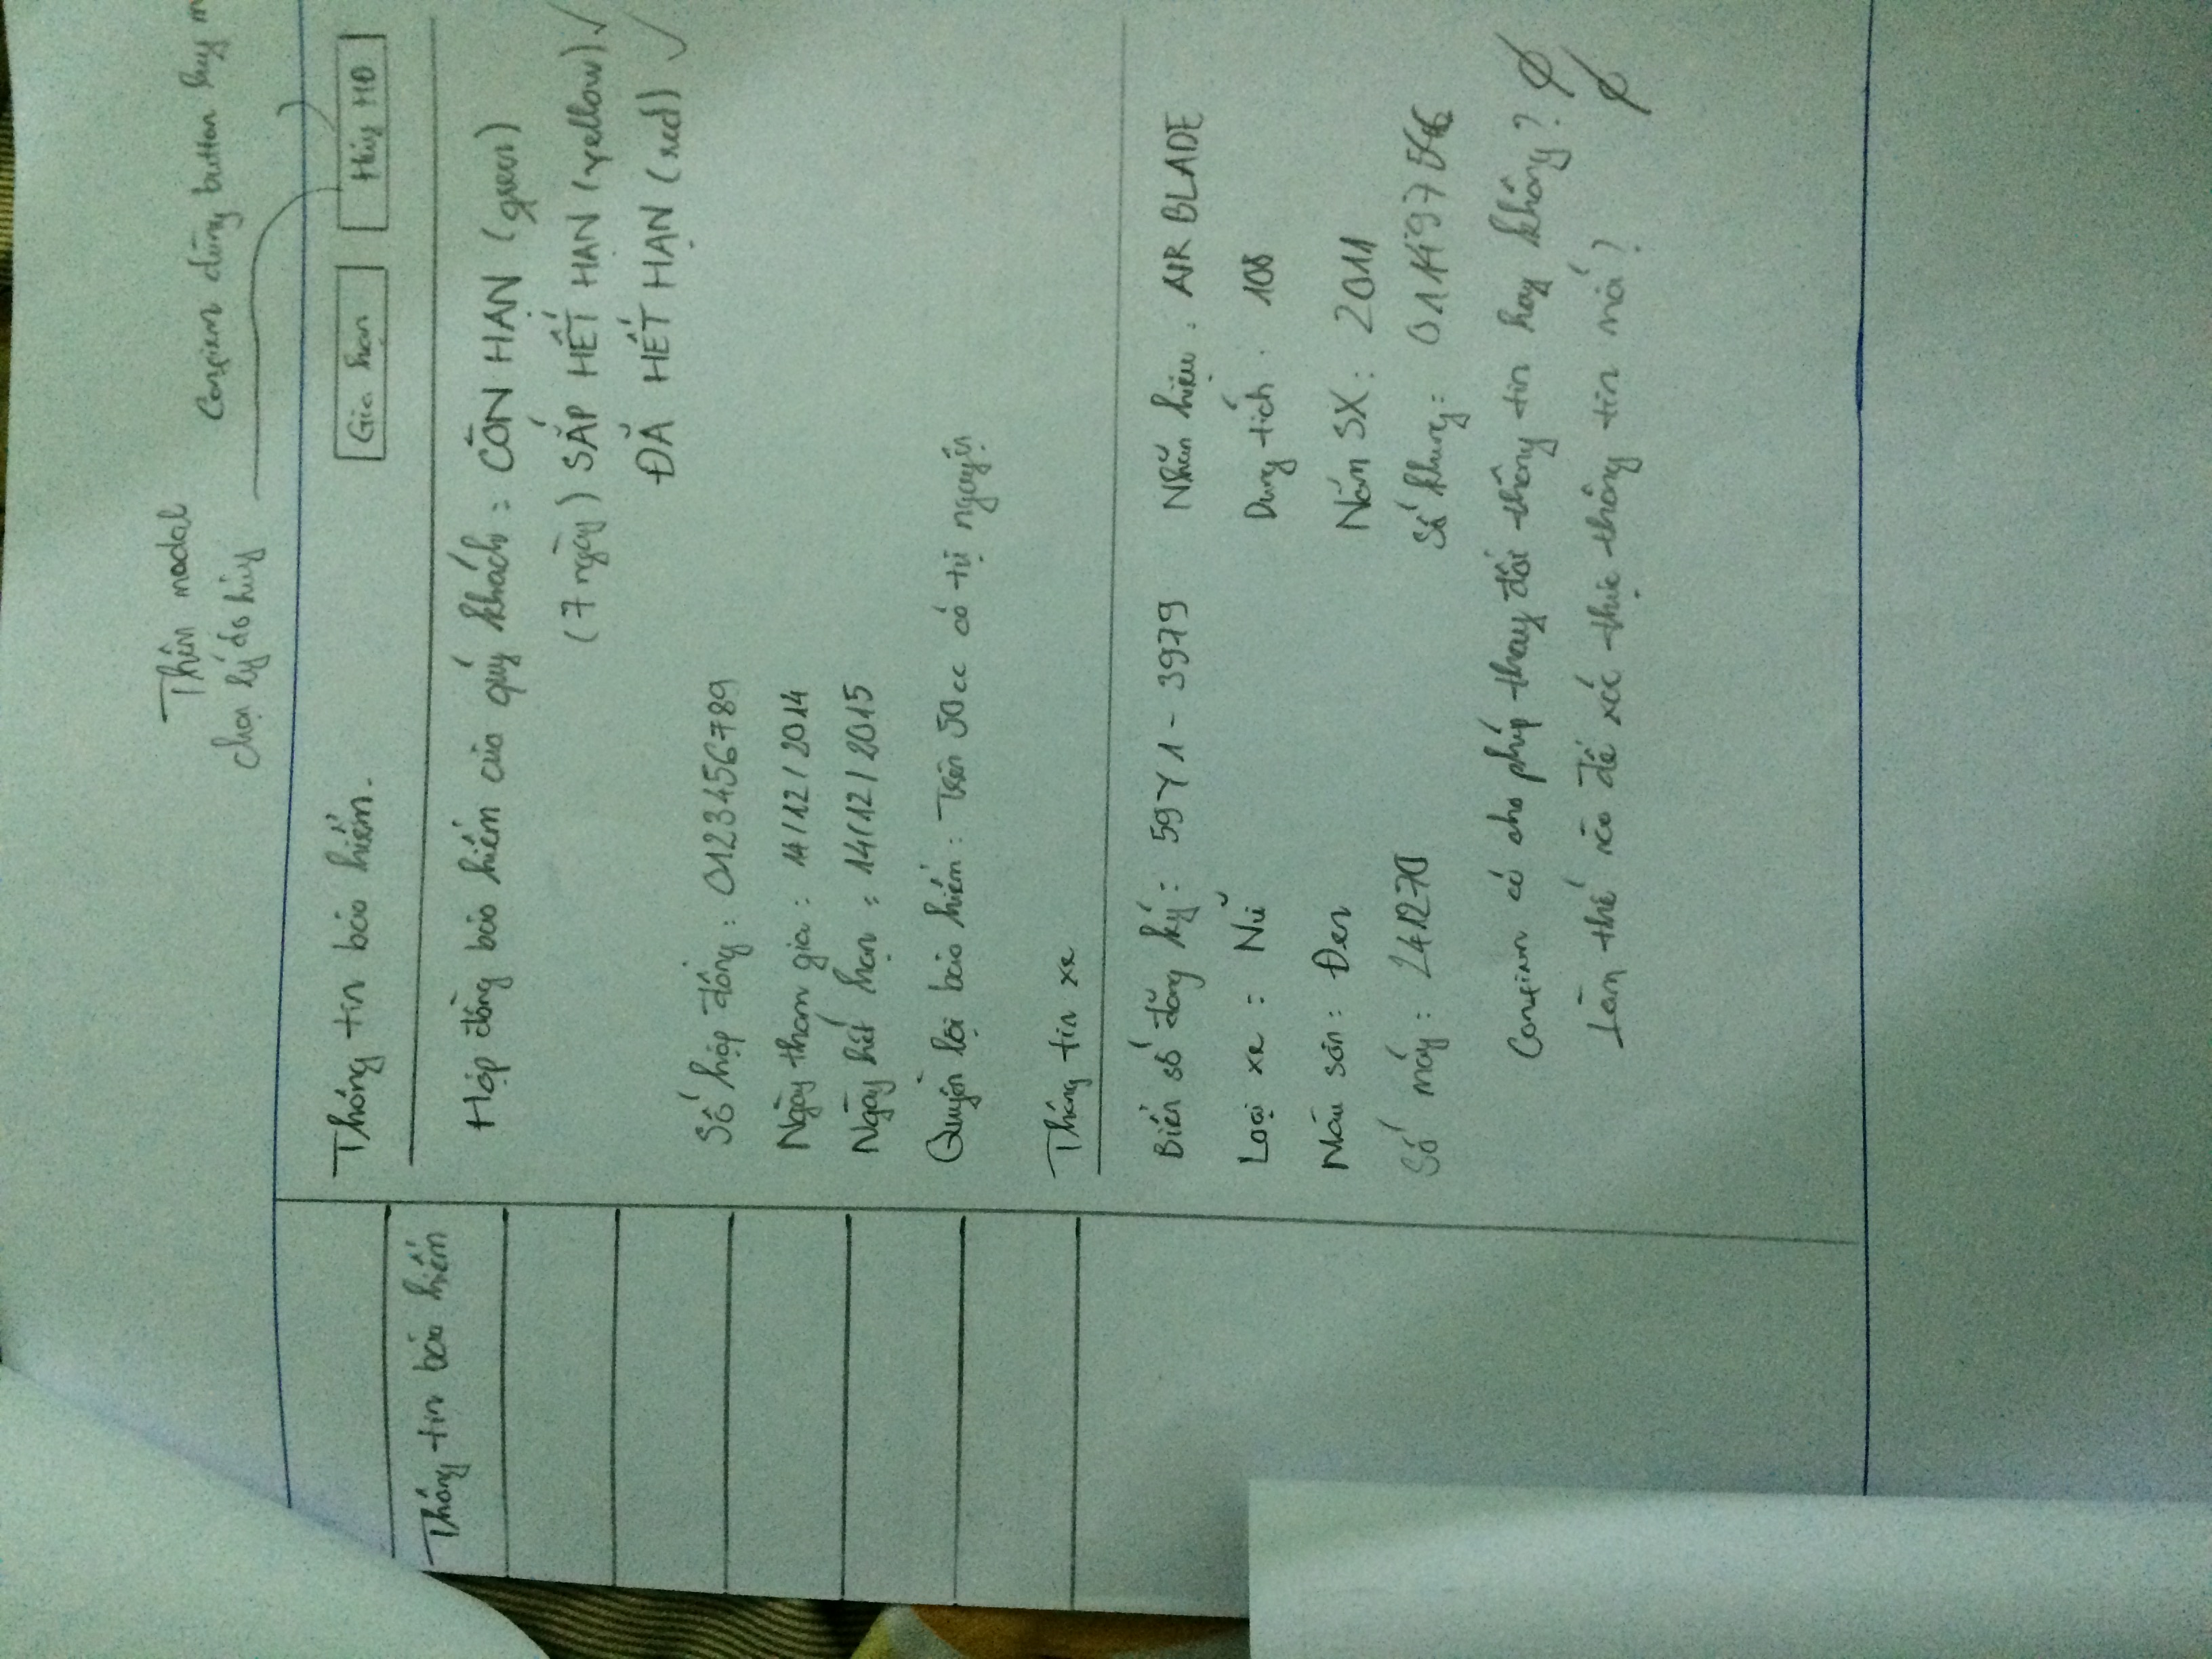 Thêm modal
chọn lý do hủy
Confirm dùng button hay
Thông tin bảo hiểm.
Gia hạn
Hủy HĐ
Thông tin bảo hiểm
Hợp đồng bảo hiểm của quý khách : CÒN HẠN (green)
(7 ngày) SẮP HẾT HẠN (yellow) ✓
ĐÃ HẾT HẠN (red) ✓
Số hợp đồng : 0123456789
Ngày tham gia : 14/12/2014
Ngày hết hạn : 14/12/2015
Quyền lợi bảo hiểm : Trên 50cc có tự nguyện
Thông tin xe
Biển số đăng ký : 59Y1 - 3979 Nhãn hiệu : AIR BLADE
Loại xe : Nữ Dung tích : 108
Màu sơn : Đen Năm SX : 2011
Số máy : 241270 Số khung :
Confirm có cho phép thay đổi thông tin hay không ?
Làm thế nào để xác thực thông tin mới ?